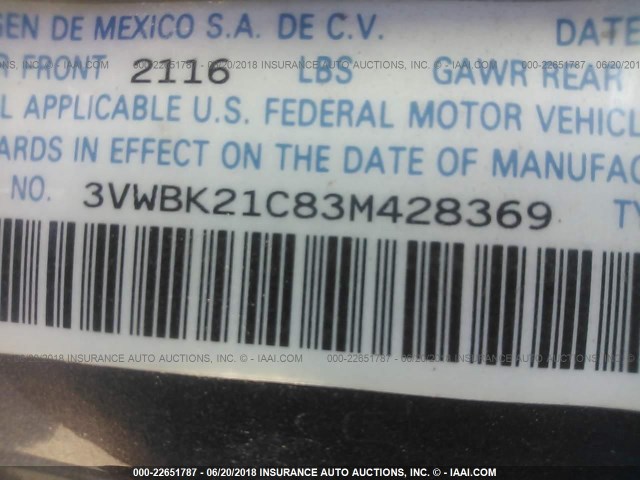 GEN DE MEXICO S.A. DE C.V. DATE
R FRONT 2116 LBS GAWR REAR
L APPLICABLE U.S. FEDERAL MOTOR VEHICL
ARDS IN EFFECT ON THE DATE OF MANUFAC
NO. 3VWBK21C83M428369 TY
000-22651787 - 06/20/2018 INSURANCE AUTO AUCTIONS, INC. © - IAAI.COM